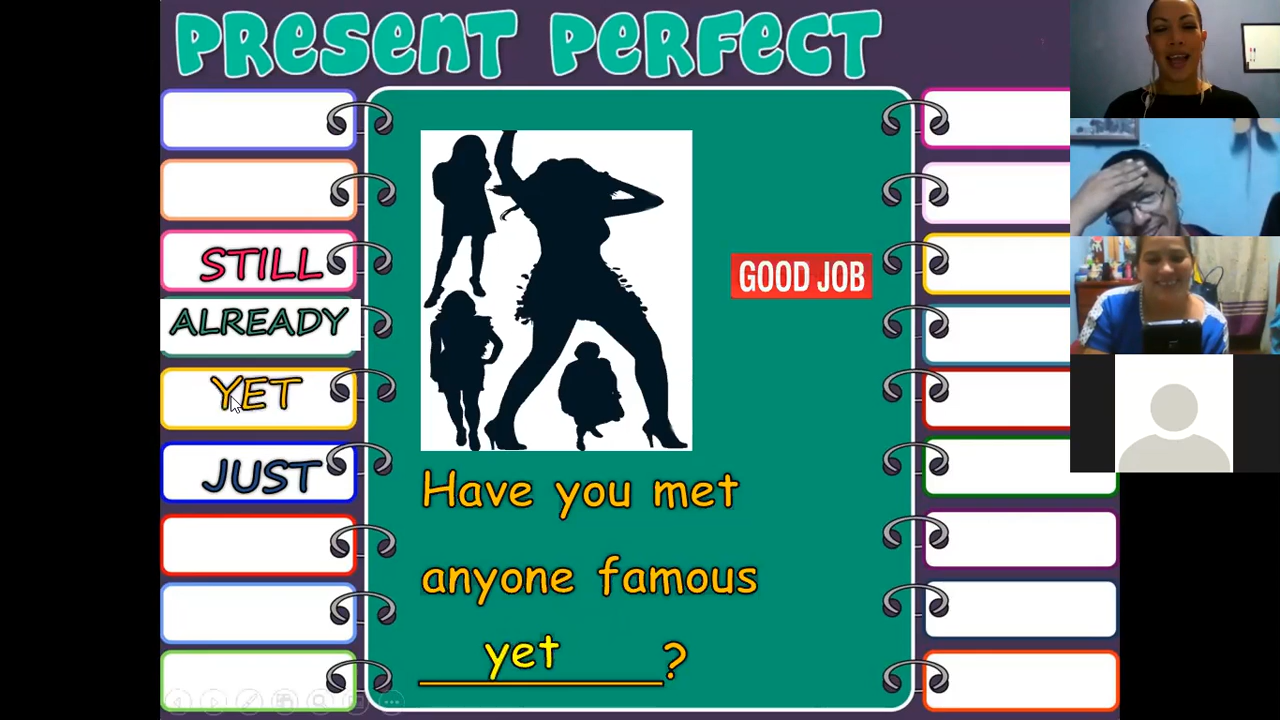 PRESENT PERFECT
STILL
ALREADY
YET
JUST
GOOD JOB
Have you met
anyone famous
yet ?